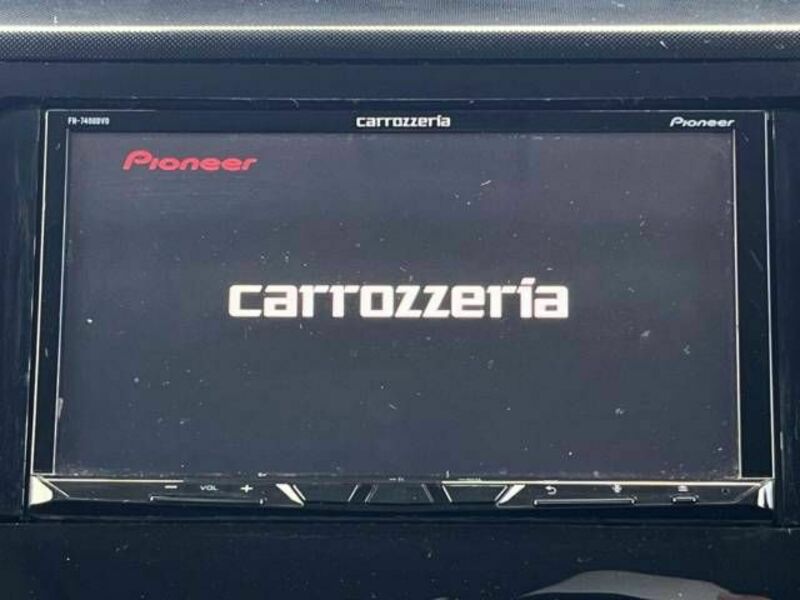 FH-7400DVD
carrozzeria
Pioneer
Pioneer
carrozzeria
VOL